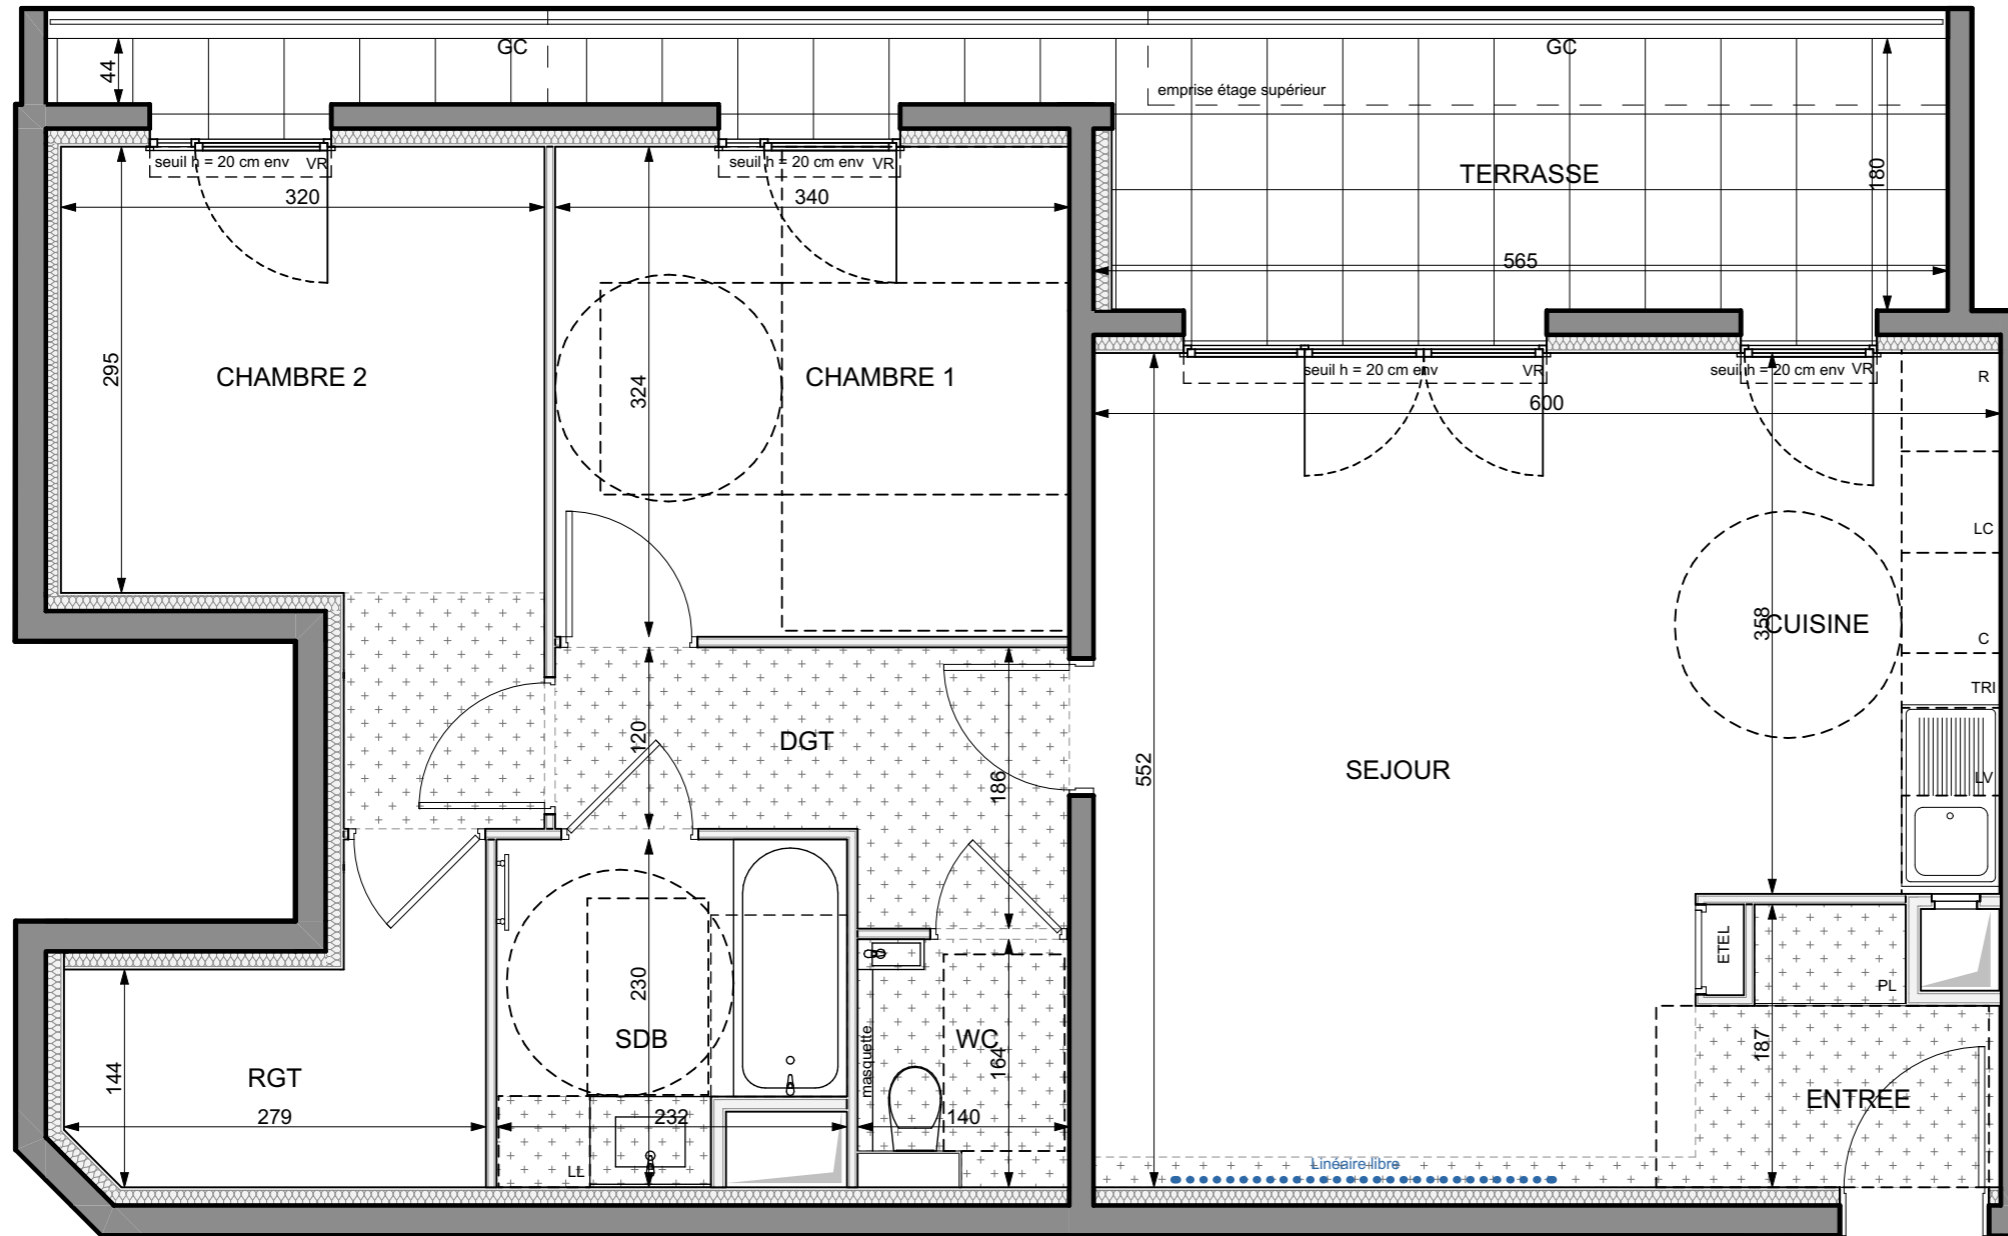 GC
GC
44
emprise étage supérieur
180
TERRASSE
seuil h = 20 cm env
VR
seuil h = 20 cm env
VR
320
340
565
295
CHAMBRE 2
324
CHAMBRE 1
seuil h = 20 cm env
VR
seuil h = 20 cm env
VR
R
600
LC
358
CUISINE
C
TRI
120
DGT
186
552
SEJOUR
LV
ETEL
PL
230
SDB
masquette
WC
164
187
144
RGT
279
232
140
ENTREE
LL
Linéaire libre